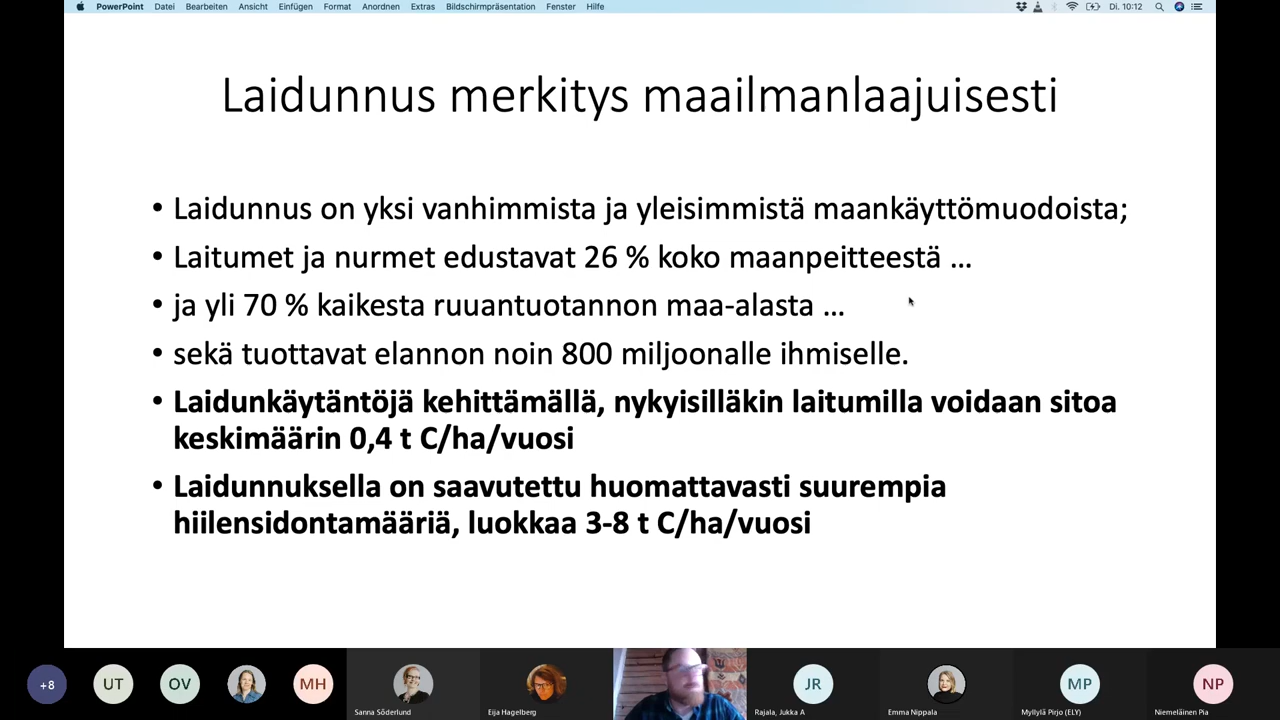 PowerPoint Datei Bearbeiten Ansicht Einfügen Format Anordnen Extras Bildschirmpräsentation Fenster Hilfe Di. 10:12
Laidunnus merkitys maailmanlaajuisesti
• Laidunnus on yksi vanhimmista ja yleisimmistä maankäyttömuodoista;
• Laitumet ja nurmet edustavat 26 % koko maanpeitteestä ...
• ja yli 70 % kaikesta ruuantuotannon maa-alasta ...
• sekä tuottavat elannon noin 800 miljoonalle ihmiselle.
• Laidunkäytäntöjä kehittämällä, nykyisilläkin laitumilla voidaan sitoa
keskimäärin 0,4 t C/ha/vuosi
• Laidunnuksella on saavutettu huomattavasti suurempia
hiilensidontamääriä, luokkaa 3-8 t C/ha/vuosi
+8 UT OV MH JR MP NP
Sanna Söderlund Eija Hagelberg Rajala, Jukka A Emma Nippala Myllylä Pirjo (ELY) Niemeläinen Pia